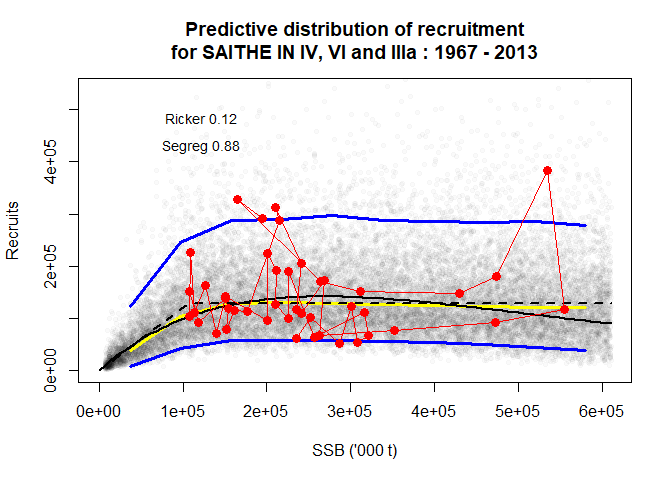 Predictive distribution of recruitment
for SAITHE IN IV, VI and IIIa : 1967 - 2013
Ricker 0.12
Segreg 0.88
Recruits
4e+05
2e+05
0e+00
0e+00 1e+05 2e+05 3e+05 4e+05 5e+05 6e+05
SSB ('000 t)